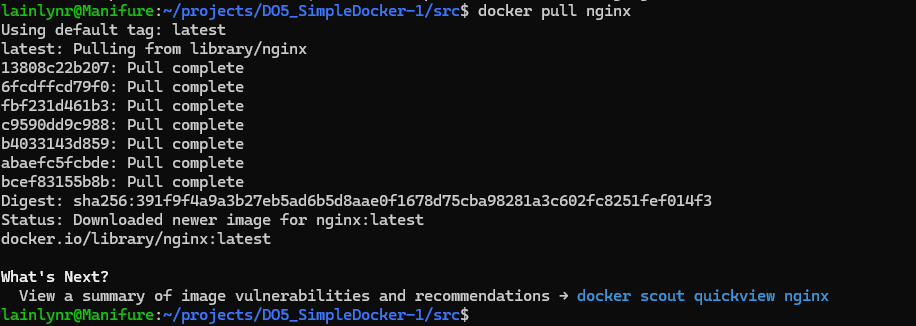 lainlynr@Manifure:~/projects/DO5_SimpleDocker-1/src$ docker pull nginx
Using default tag: latest
latest: Pulling from library/nginx
13808c22b207: Pull complete
6fcdffcd79f0: Pull complete
fbf231d461b3: Pull complete
c9590dd9c988: Pull complete
b4033143d859: Pull complete
abaefc5fcbde: Pull complete
bcef83155b8b: Pull complete
Digest: sha256:391f9f4a9a3b27eb5ad6b5d8aae0f1678d75cba98281a3c602fc8251fef014f3
Status: Downloaded newer image for nginx:latest
docker.io/library/nginx:latest

What's Next?
  View a summary of image vulnerabilities and recommendations → docker scout quickview nginx
lainlynr@Manifure:~/projects/DO5_SimpleDocker-1/src$